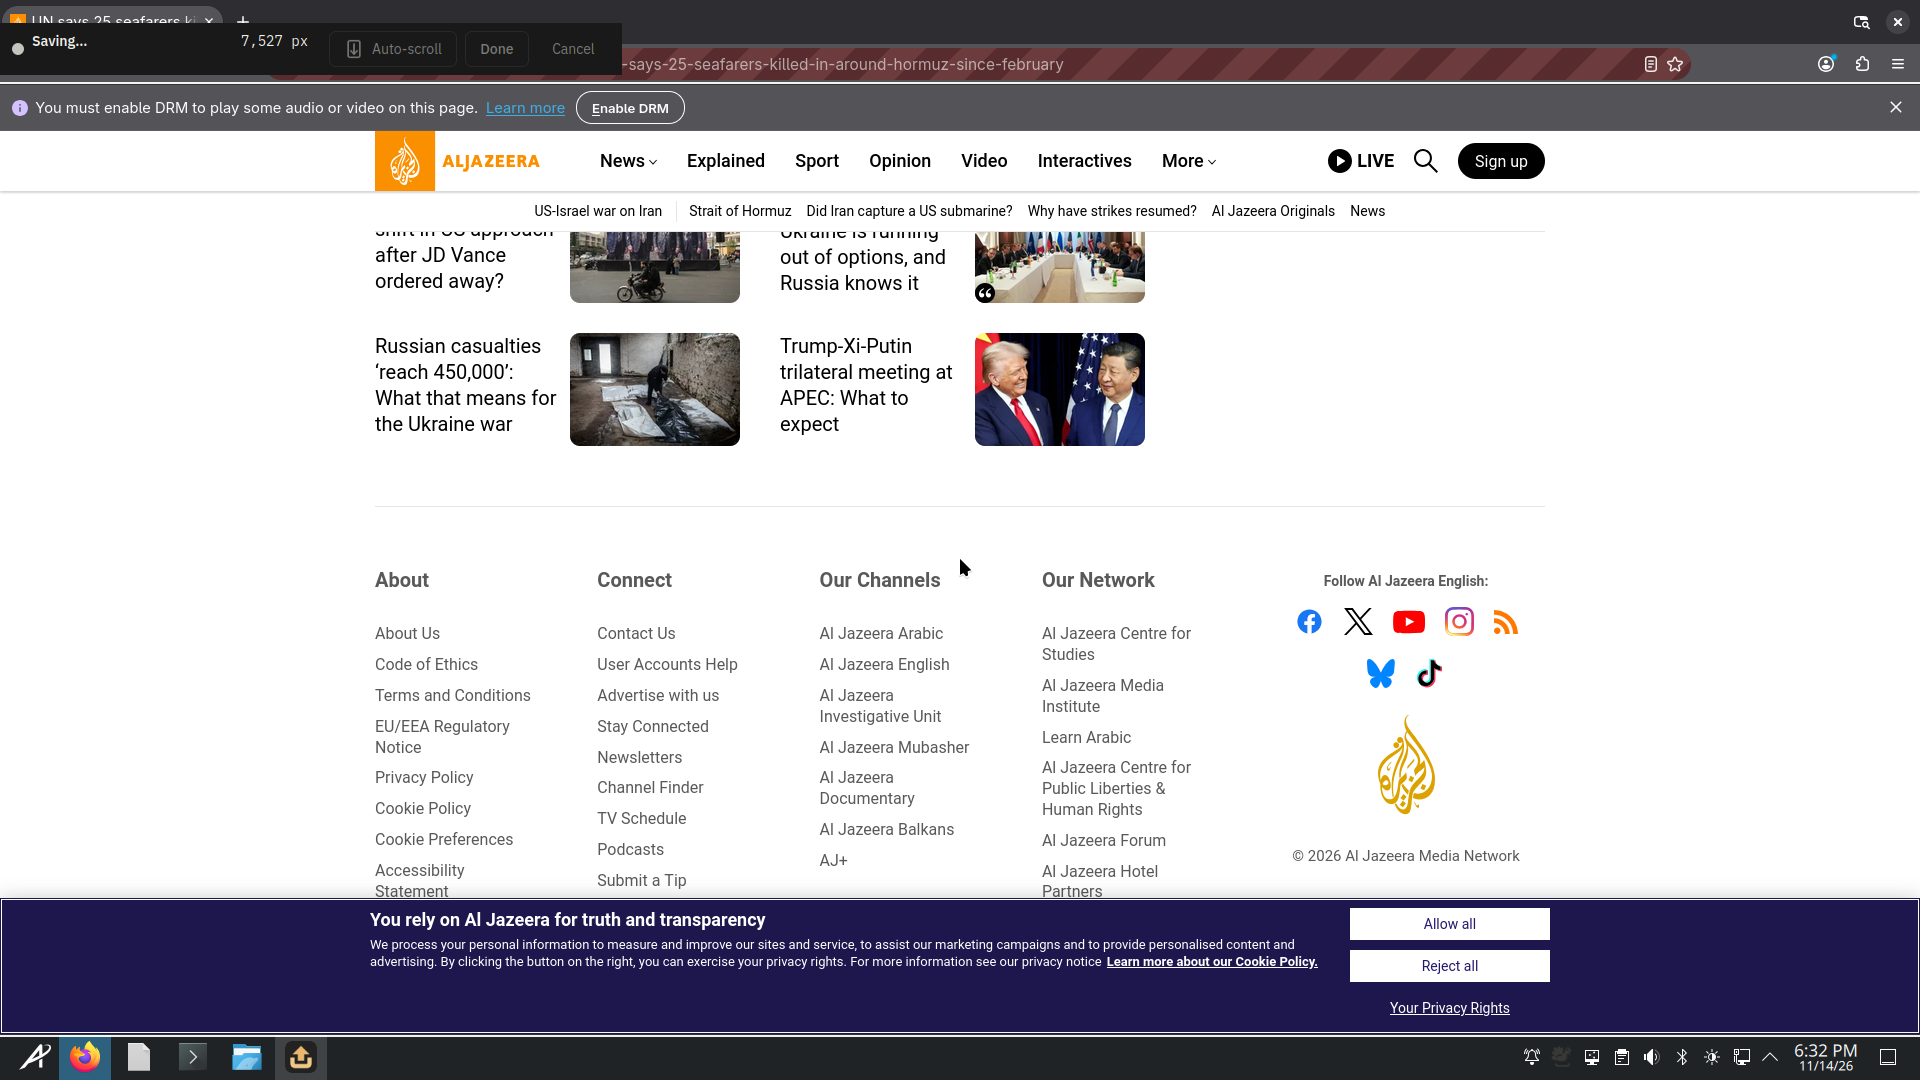 UN says 25 seafarers ki
Saving...
7,527 px
Auto-scroll
Done
Cancel
-says-25-seafarers-killed-in-around-hormuz-since-february
You must enable DRM to play some audio or video on this page. Learn more
Enable DRM
ALJAZEERA
News
Explained
Sport
Opinion
Video
Interactives
More
LIVE
Sign up
US-Israel war on Iran
Strait of Hormuz
Did Iran capture a US submarine?
Why have strikes resumed?
Al Jazeera Originals
News
shift in US approach
after JD Vance
ordered away?
Ukraine is running
out of options, and
Russia knows it
Russian casualties
‘reach 450,000’:
What that means for
the Ukraine war
Trump-Xi-Putin
trilateral meeting at
APEC: What to
expect
About
About Us
Code of Ethics
Terms and Conditions
EU/EEA Regulatory
Notice
Privacy Policy
Cookie Policy
Cookie Preferences
Accessibility
Statement
Connect
Contact Us
User Accounts Help
Advertise with us
Stay Connected
Newsletters
Channel Finder
TV Schedule
Podcasts
Submit a Tip
Our Channels
Al Jazeera Arabic
Al Jazeera English
Al Jazeera
Investigative Unit
Al Jazeera Mubasher
Al Jazeera
Documentary
Al Jazeera Balkans
AJ+
Our Network
Al Jazeera Centre for
Studies
Al Jazeera Media
Institute
Learn Arabic
Al Jazeera Centre for
Public Liberties &
Human Rights
Al Jazeera Forum
Al Jazeera Hotel
Partners
Follow Al Jazeera English:
© 2026 Al Jazeera Media Network
You rely on Al Jazeera for truth and transparency
We process your personal information to measure and improve our sites and service, to assist our marketing campaigns and to provide personalised content and
advertising. By clicking the button on the right, you can exercise your privacy rights. For more information see our privacy notice Learn more about our Cookie Policy.
Allow all
Reject all
Your Privacy Rights
6:32 PM
11/14/26